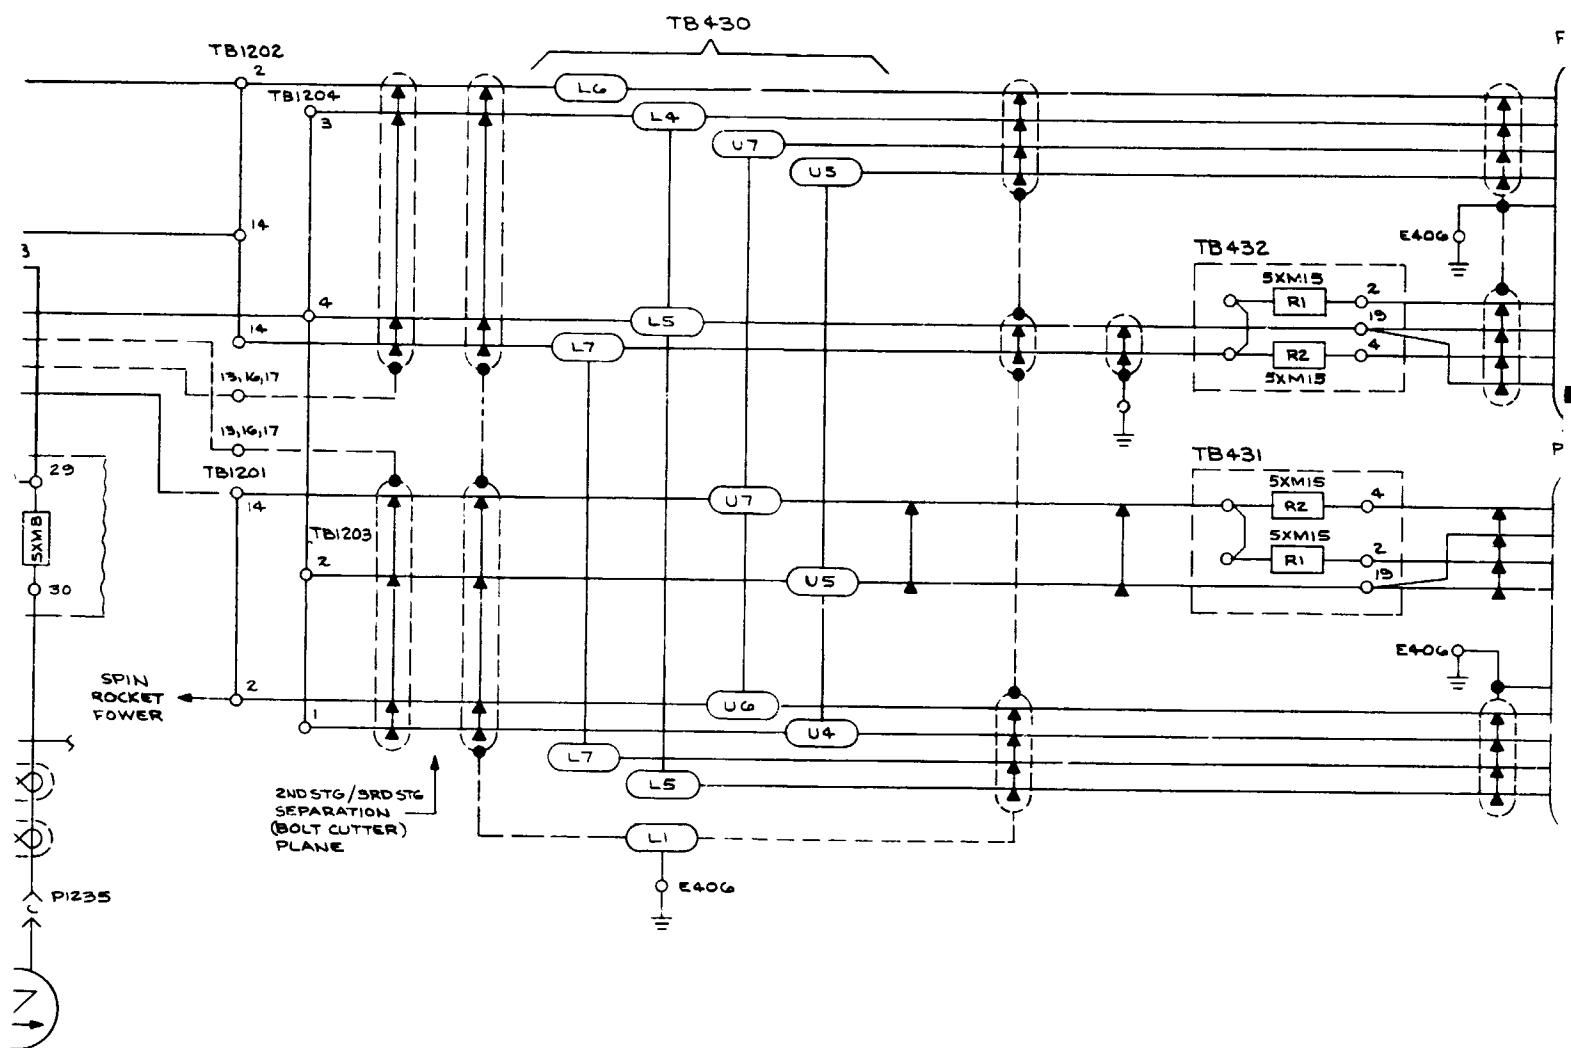 TB430
F
TB1202
2
L6
TB1204
3
L4
U7
U5
14
E406
3
TB432
5XM15
R1
2
4
L5
19
14
L7
R2
4
5XM15
13,16,17
13,16,17
P
TB1201
TB431
29
5XM15
14
U7
R2
4
5XM8
TB1203
5XM15
2
U5
R1
2
30
19
E406
SPIN
ROCKET
POWER
2
U6
1
U4
L7
2ND STG/3RD STG
SEPARATION
(BOLT CUTTER)
PLANE
L5
L1
P1235
E406
C
7